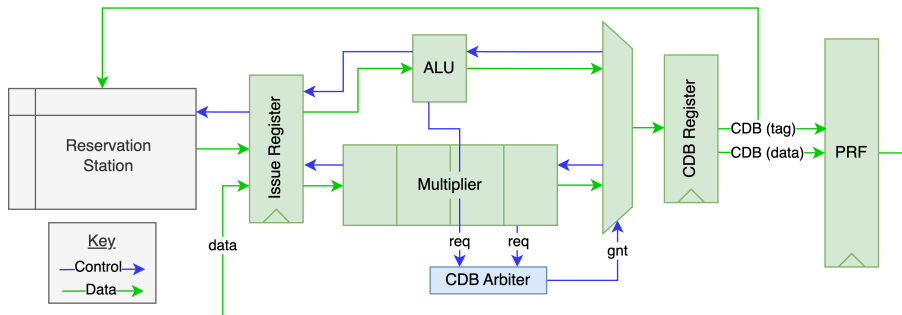 ALU
Issue Register
Reservation
Station
Multiplier
CDB Register
CDB (tag)
CDB (data)
PRF
Key
Control
Data
data
req
req
gnt
CDB Arbiter